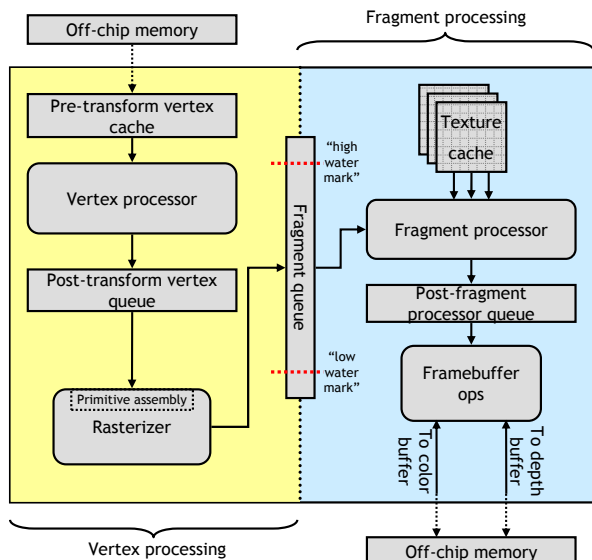 Fragment processing
Off-chip memory
Pre-transform vertex
cache
Vertex processor
Post-transform vertex
queue
Primitive assembly
Rasterizer
Vertex processing
Fragment queue
“high
water
mark”
“low
water
mark”
Texture
cache
Fragment processor
Post-fragment
processor queue
Framebuffer
ops
To color
buffer
To depth
buffer
Off-chip memory